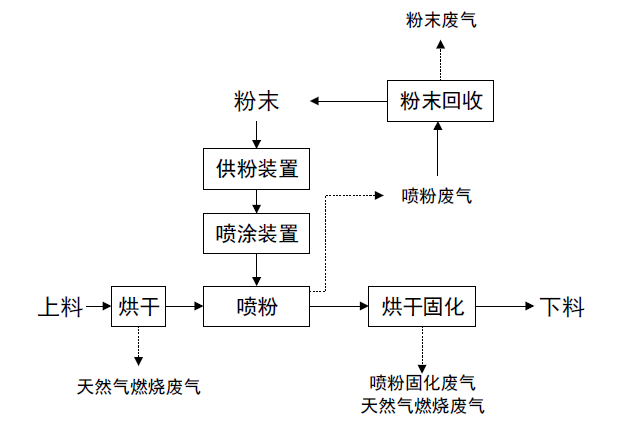 粉末废气
粉末
粉末回收
供粉装置
喷粉废气
喷涂装置
上料
烘干
喷粉
烘干固化
下料
天然气燃烧废气
喷粉固化废气
天然气燃烧废气